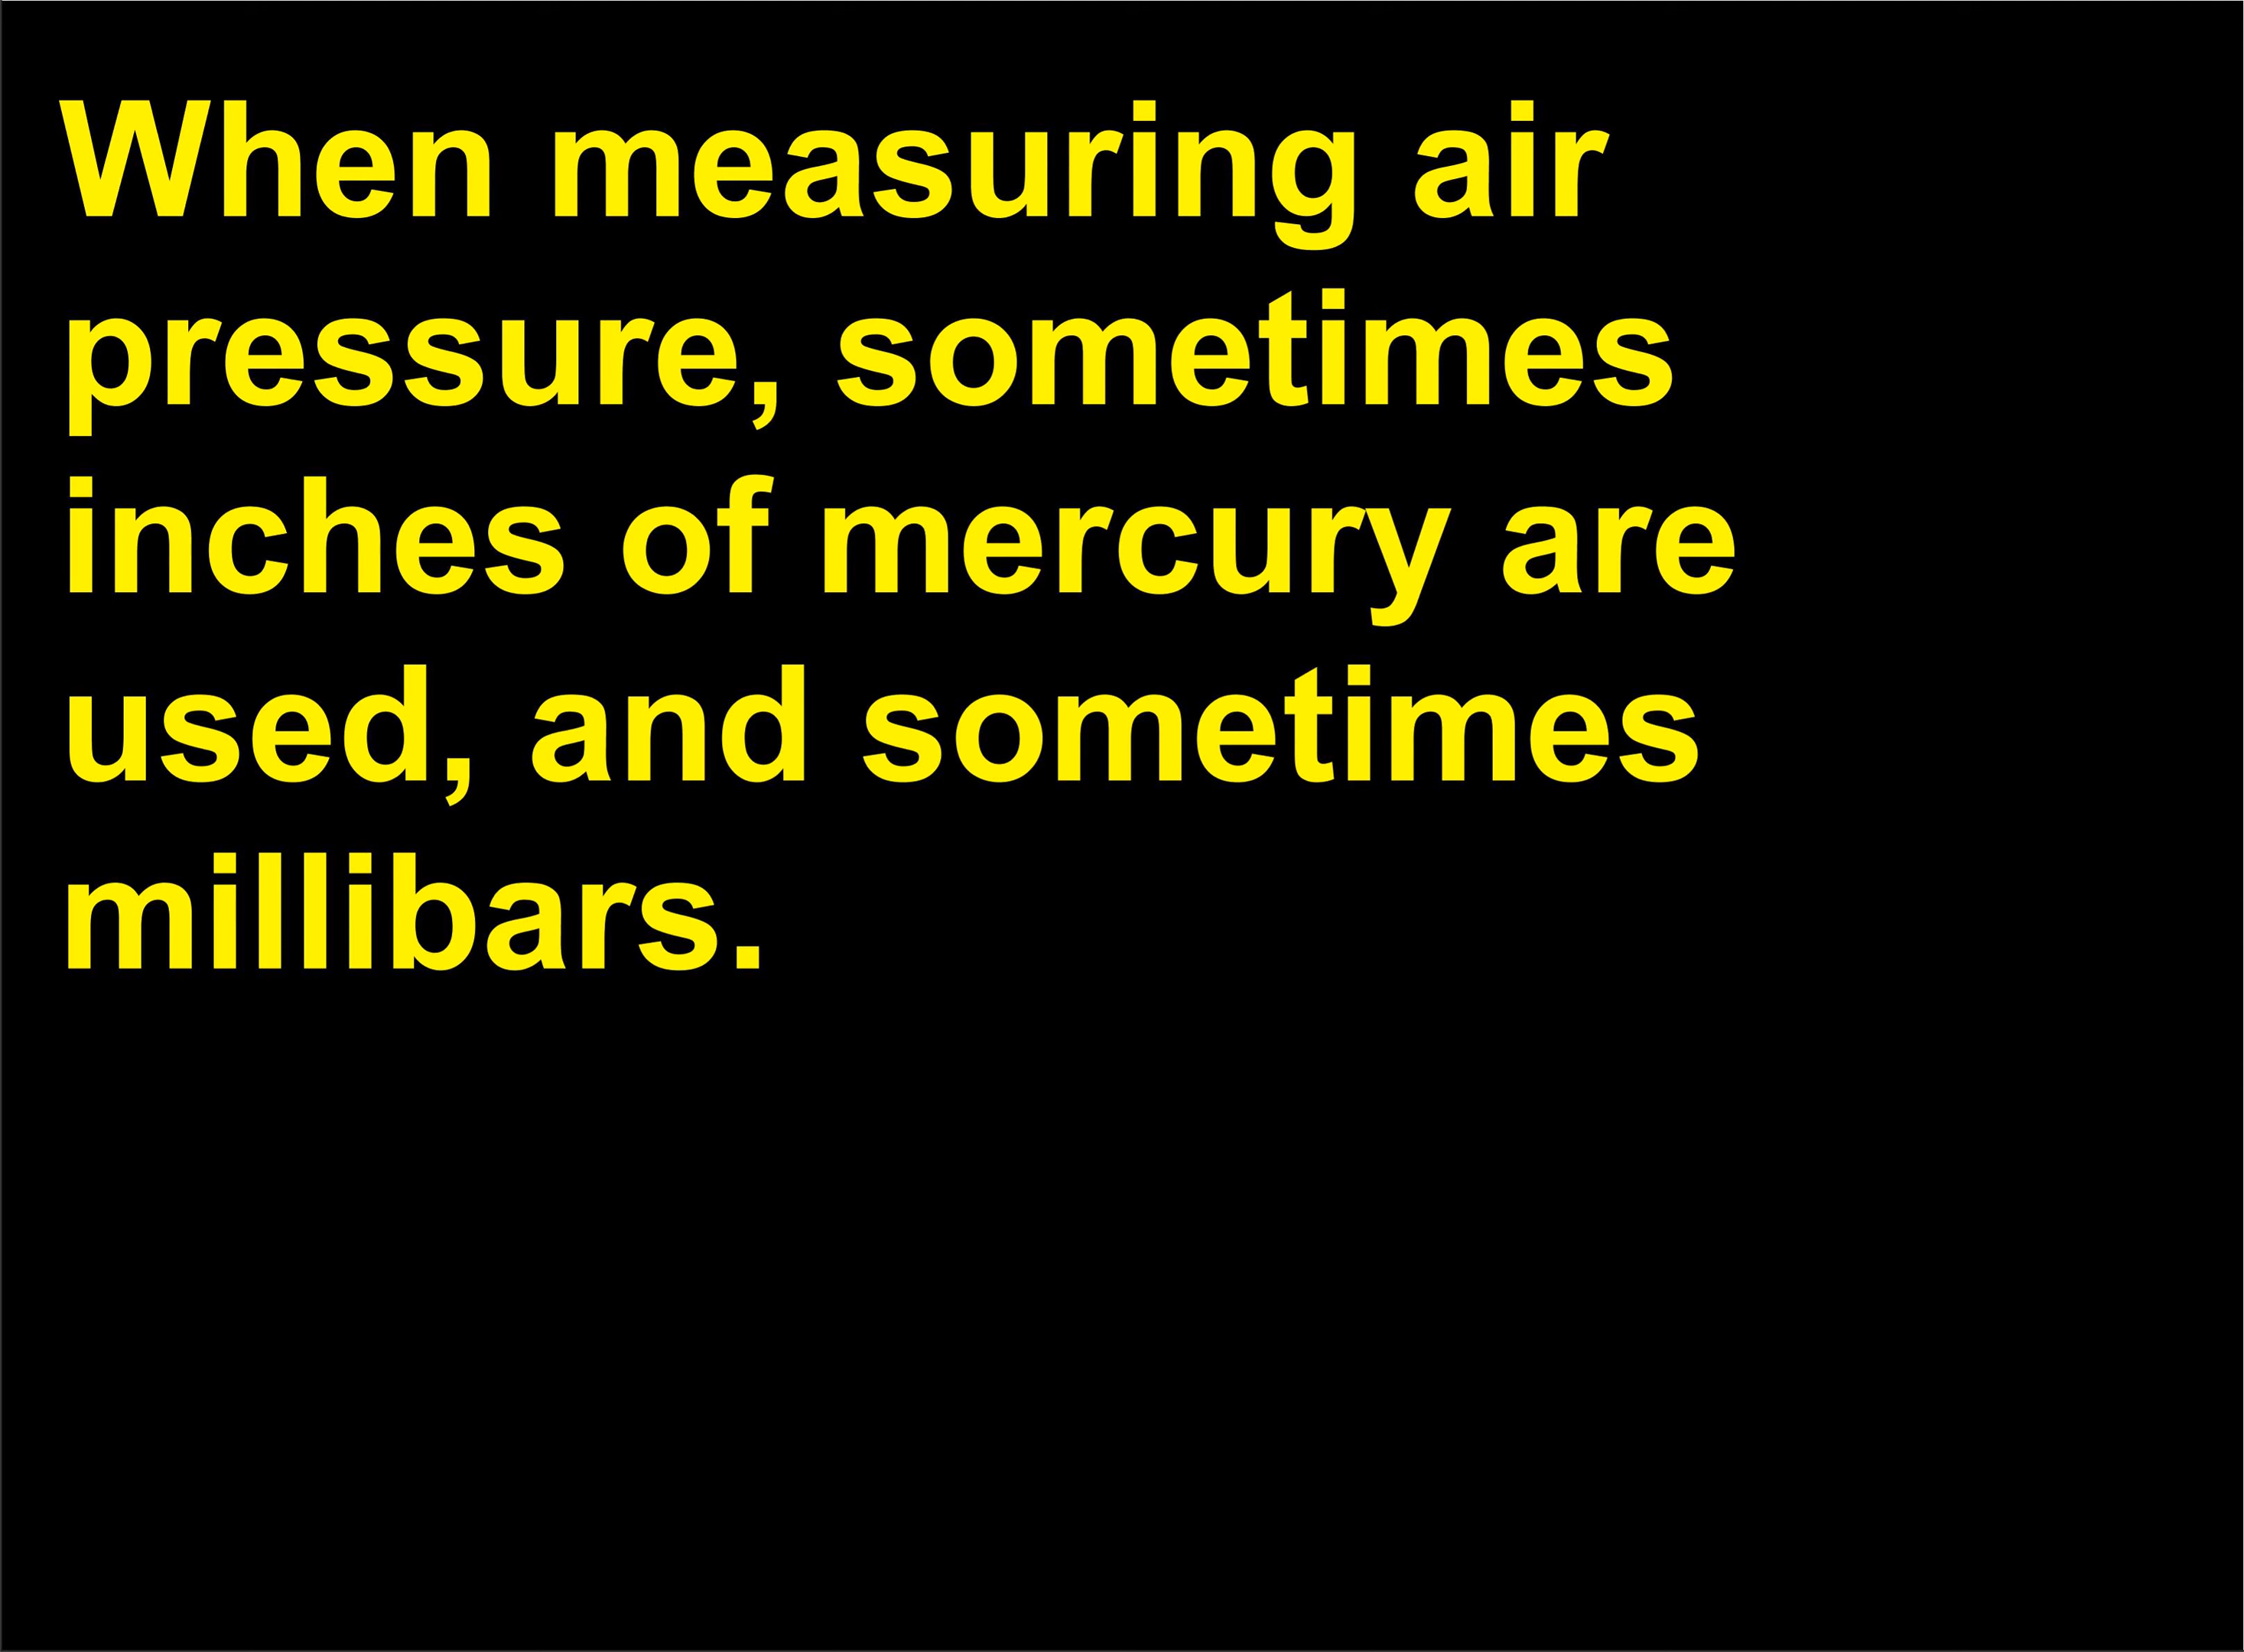 When measuring air
pressure, sometimes
inches of mercury are
used, and sometimes
millibars.